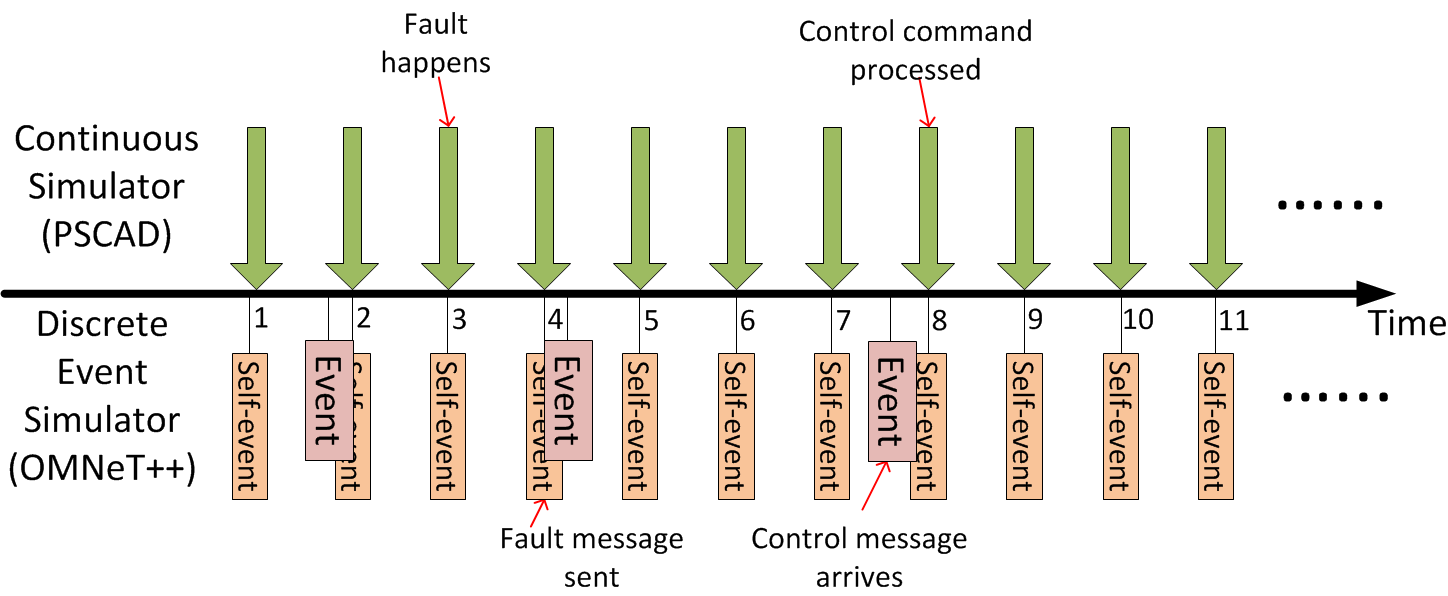 Fault
happens
Control command
processed
Continuous
Simulator
(PSCAD)
......
1 2 3 4 5 6 7 8 9 10 11
Time
Discrete
Event
Simulator
(OMNeT++)
Self-event
Event
Self-event
Self-event
Self-event
Event
Self-event
Self-event
Self-event
Event
Self-event
Self-event
Self-event
Self-event
......
Fault message
sent
Control message
arrives